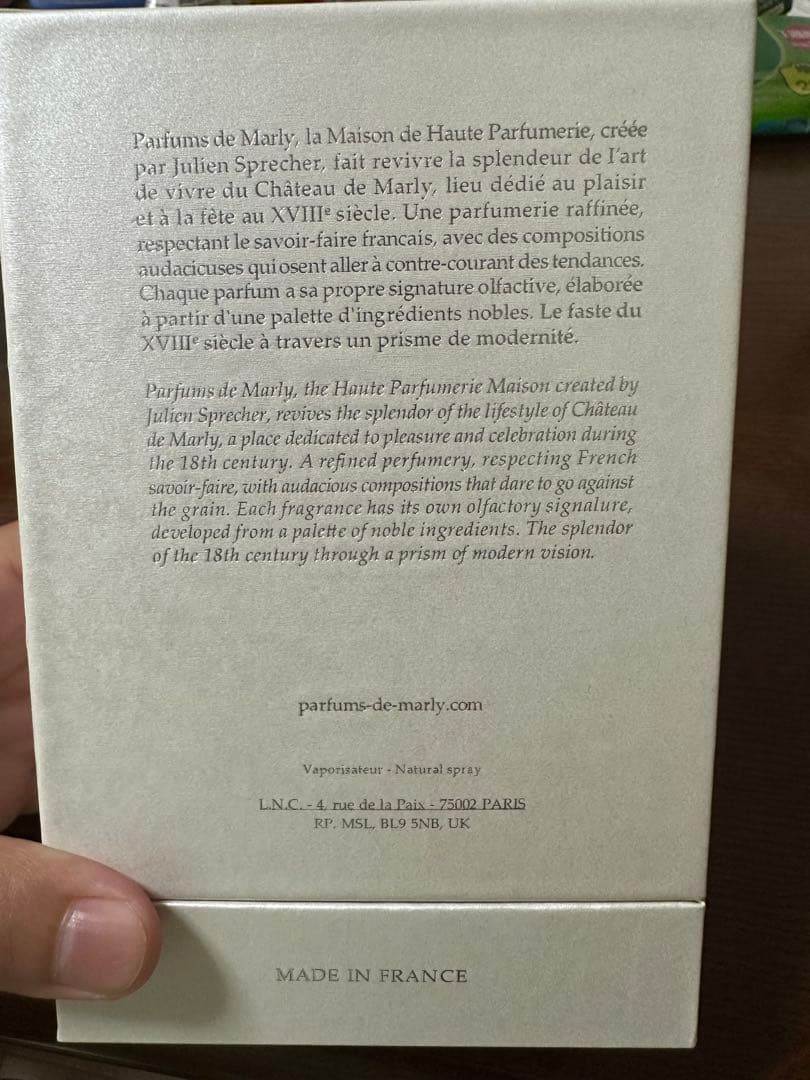 Parfums de Marly, la Maison de Haute Parfumerie, créée
par Julien Sprecher, fait revivre la splendeur de I'art
de vivre du Château de Marly, lieu dédié au plaisir
et à la fête au XVIIIᵉ siècle. Une parfumerie raffinée,
respectant le savoir-faire francais, avec des compositions
audacicuses qui osent aller à contre-courant des tendances.
Chaque parfum a sa propre signature olfactive, élaborée
à partir d'une palette d'ingrédients nobles. Le faste du
XVIIIᵉ siècle à travers un prisme de modernité.
Parfums de Marly, the Haute Parfumerie Maison created by
Julien Sprecher, revives the splendor of the lifestyle of Château
de Marly, a place dedicated to pleasure and celebration during
the 18th century. A refined perfumery, respecting French
savoir-faire, with audacious compositions that dare to go against
the grain. Each fragrance has its own olfactory signature,
developed from a palette of noble ingredients. The splendor
of the 18th century through a prism of modern vision.
parfums-de-marly.com
Vaporisateur - Natural spray
L.N.C. - 4, rue de la Paix - 75002 PARIS
RP. MSL, BL9 5NB, UK
MADE IN FRANCE